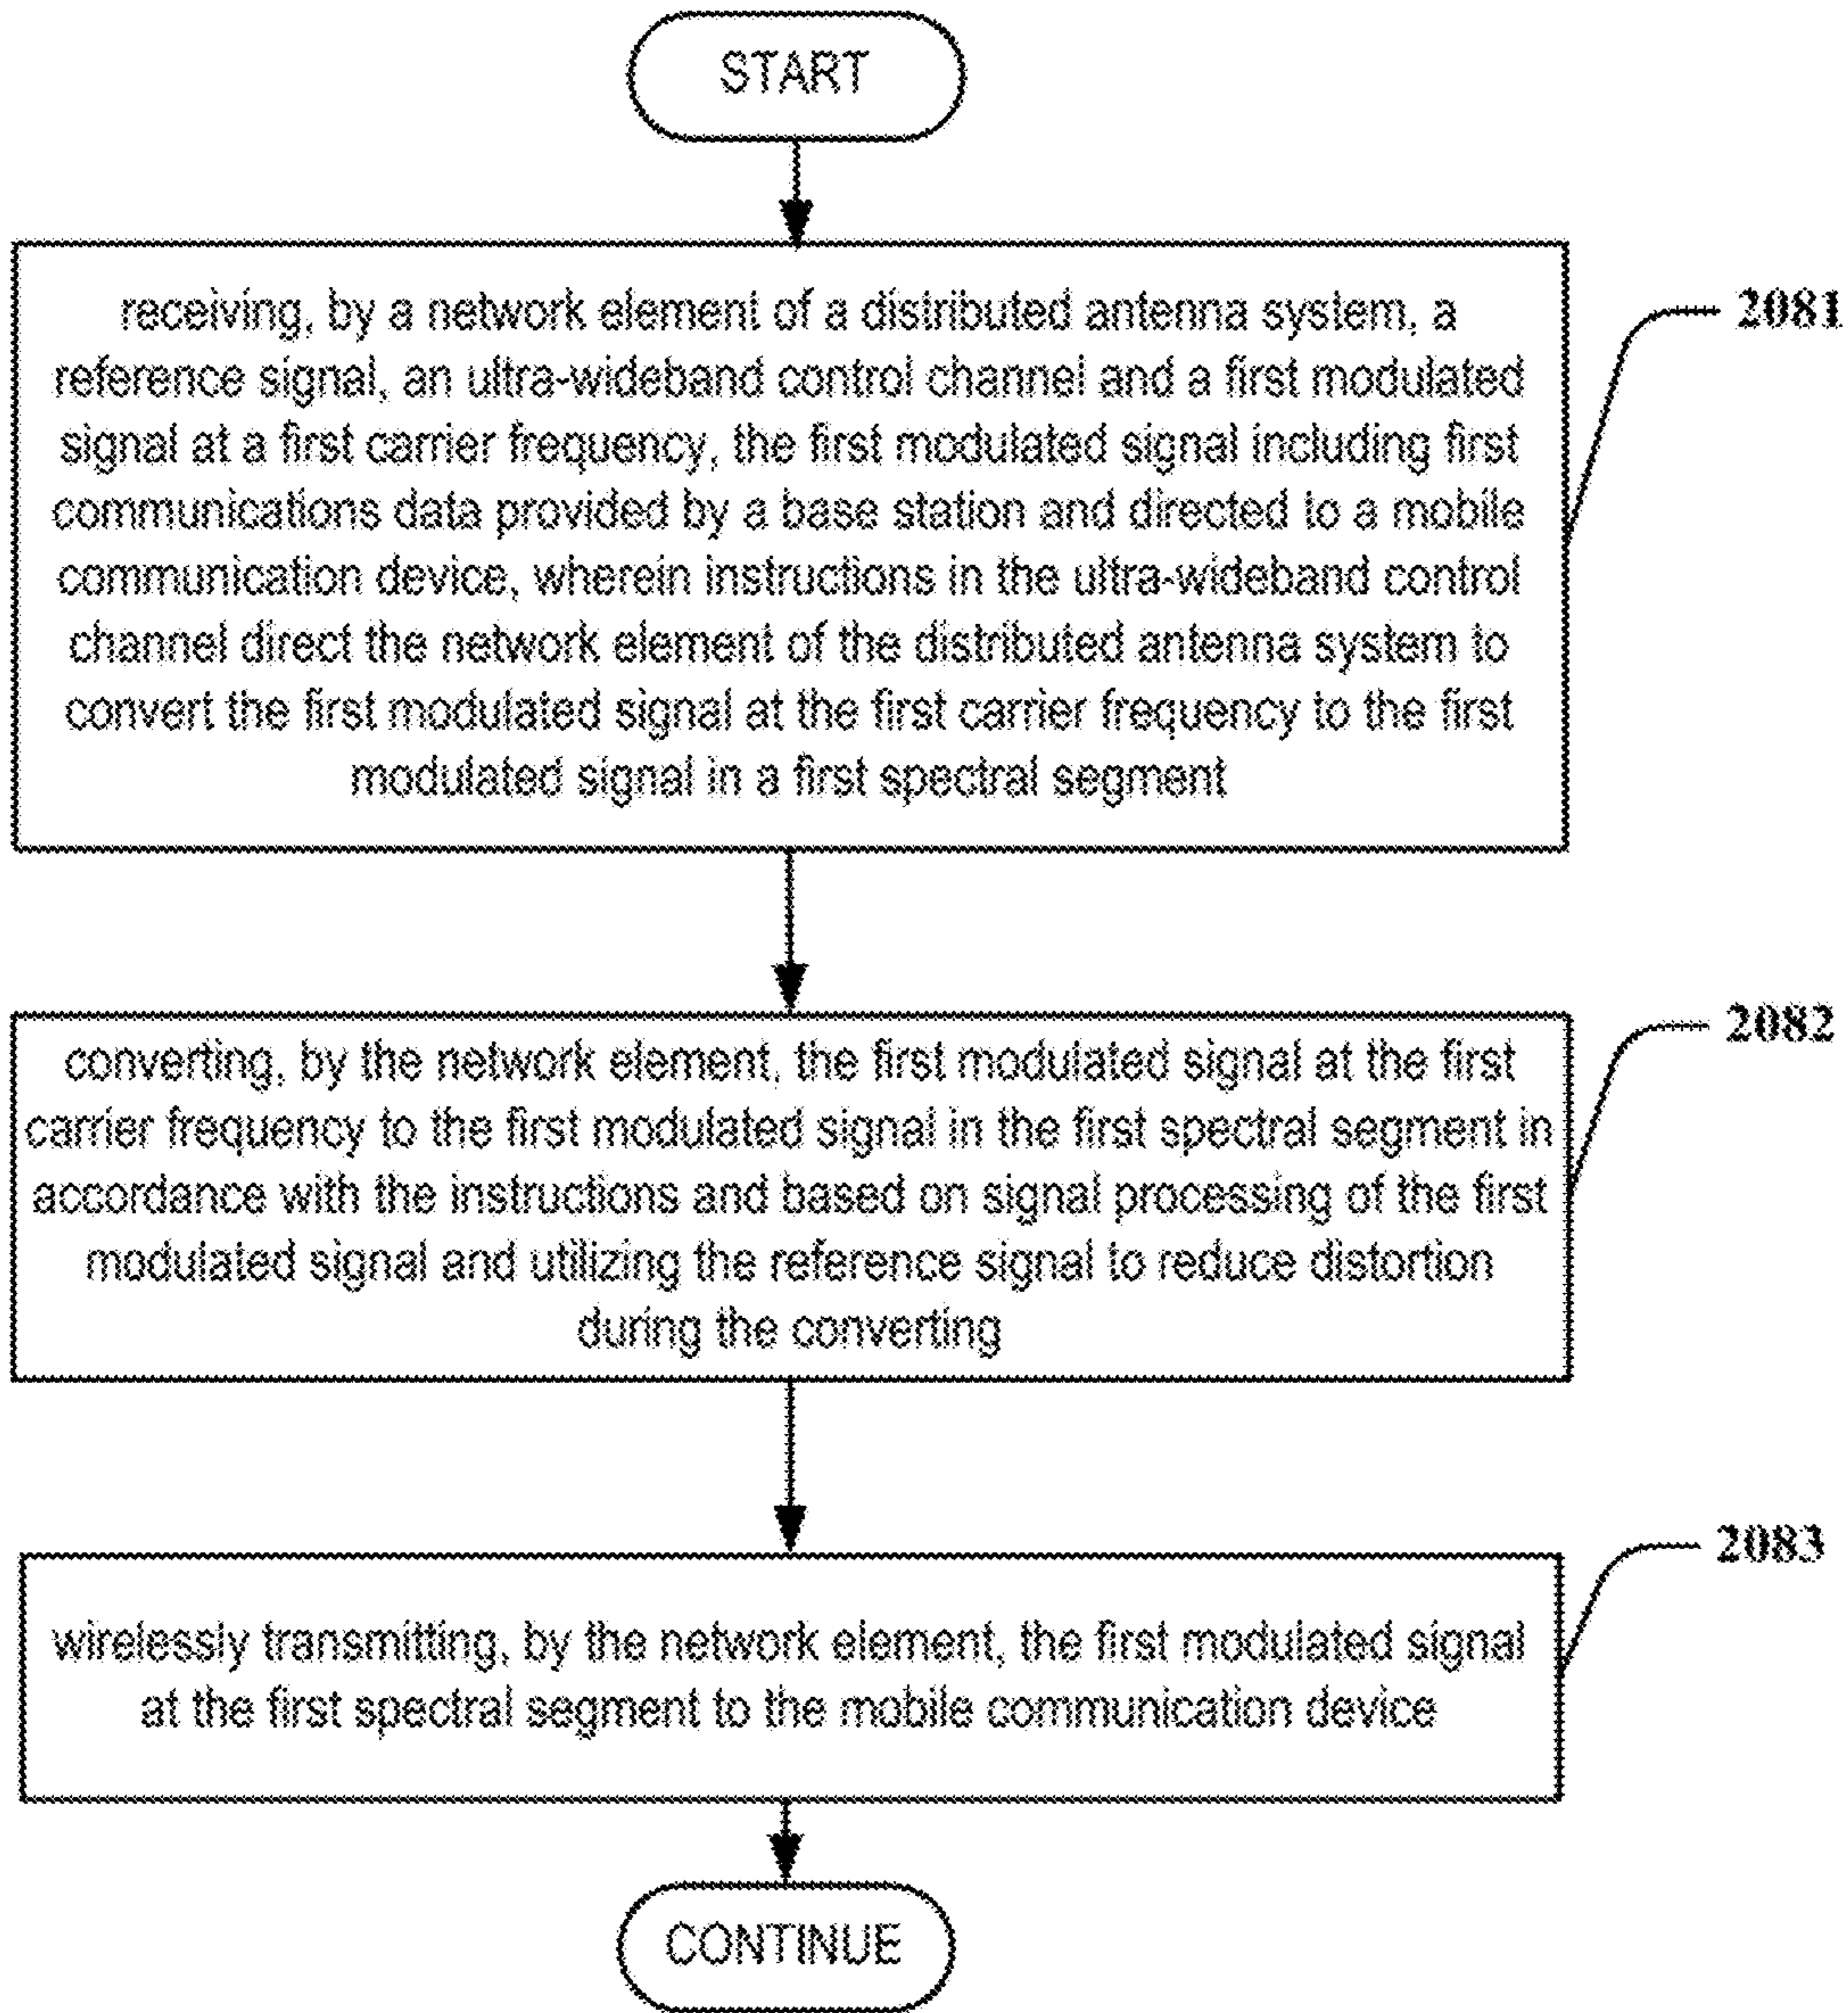 START
receiving, by a network element of a distributed antenna system, a
reference signal, an ultra-wideband control channel and a first modulated
signal at a first carrier frequency, the first modulated signal including first
communications data provided by a base station and directed to a mobile
communication device, wherein instructions in the ultra-wideband control
channel direct the network element of the distributed antenna system to
convert the first modulated signal at the first carrier frequency to the first
modulated signal in a first spectral segment
2081
converting, by the network element, the first modulated signal at the first
carrier frequency to the first modulated signal in the first spectral segment in
accordance with the instructions and based on signal processing of the first
modulated signal and utilizing the reference signal to reduce distortion
during the converting
2082
wirelessly transmitting, by the network element, the first modulated signal
at the first spectral segment to the mobile communication device
2083
CONTINUE